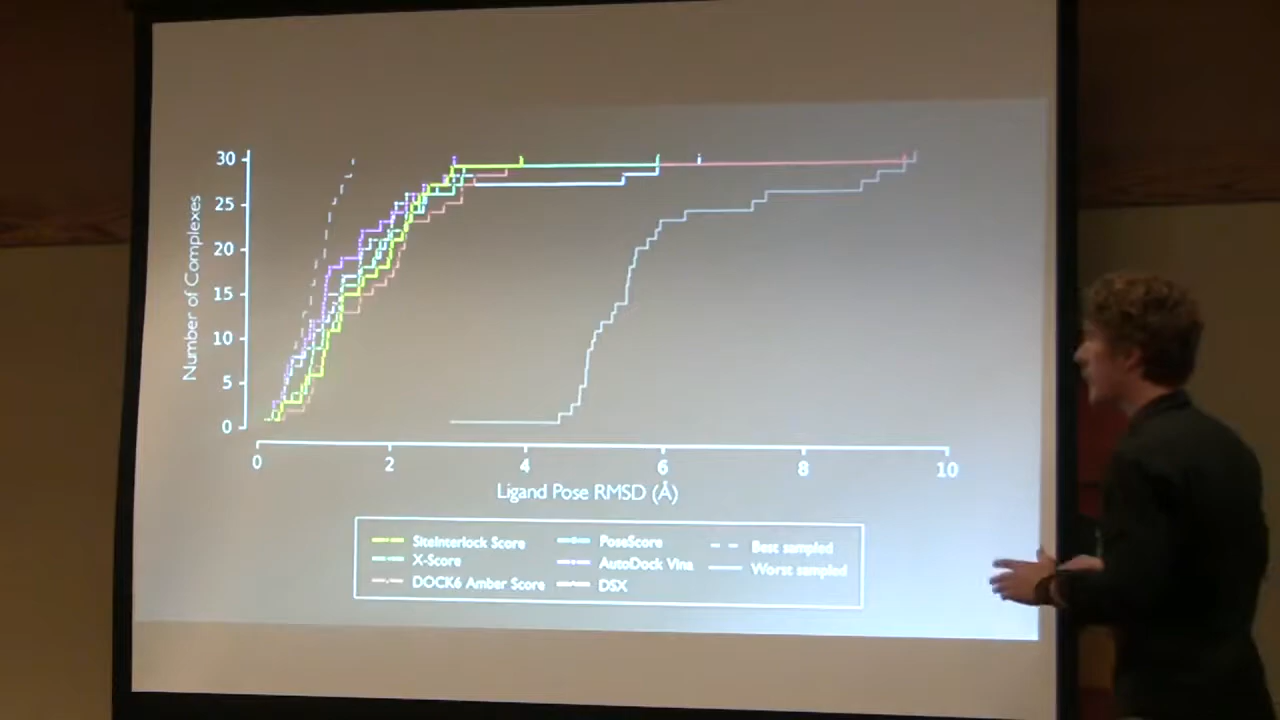 30
25
20
15
10
5
0
Number of Complexes
0 2 4 6 8 10
Ligand Pose RMSD (Å)
SiteInterlock Score
X-Score
DOCK6 Amber Score
PoseScore
AutoDock Vina
DSX
Best sampled
Worst sampled